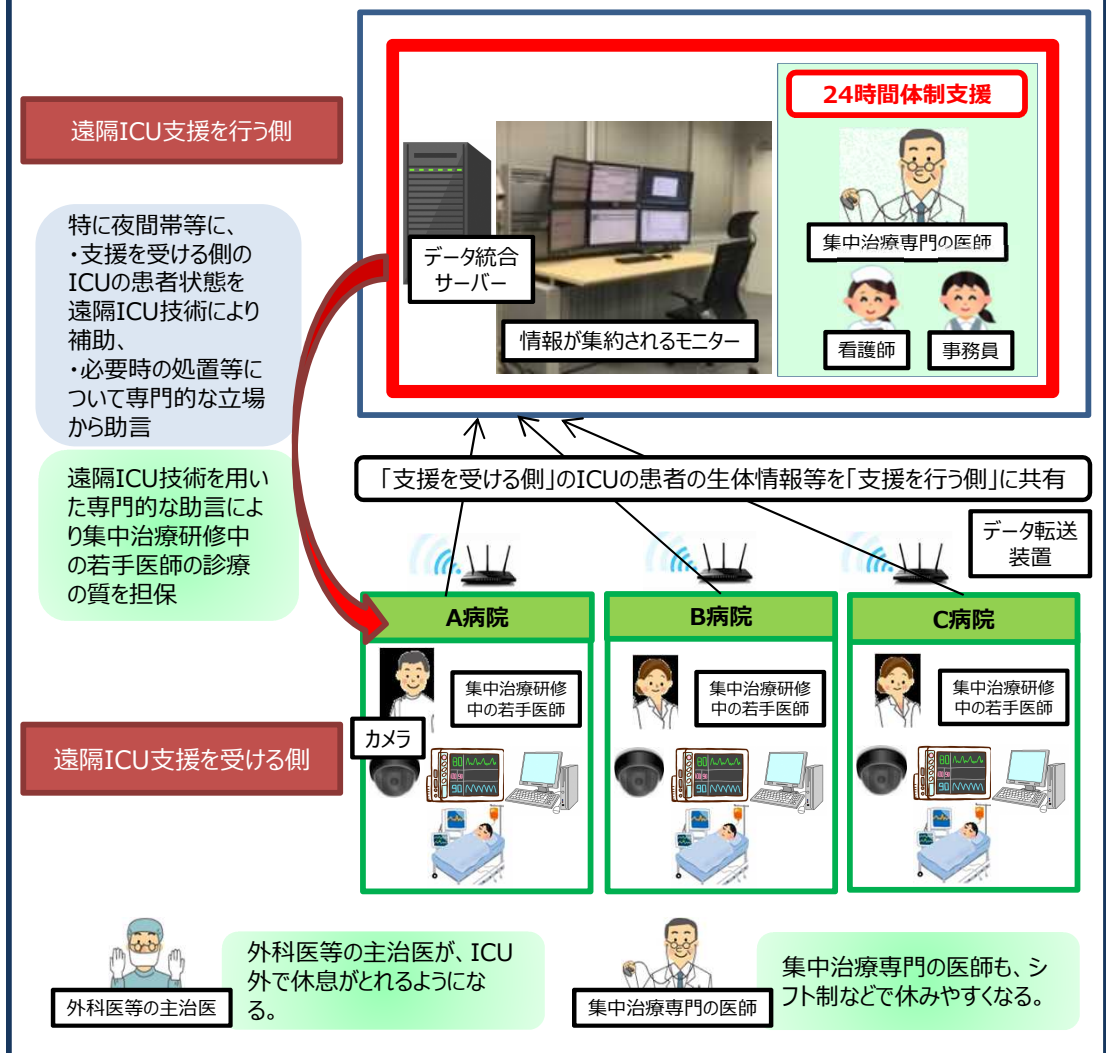 24時間体制支援
遠隔ICU支援を行う側
集中治療専門の医師
データ統合
サーバー
情報が集約されるモニター
看護師
事務員
特に夜間帯等に、
・支援を受ける側の
ICUの患者状態を
遠隔ICU技術により
補助、
・必要時の処置等に
ついて専門的な立場
から助言
遠隔ICU技術を用い
た専門的な助言によ
り集中治療研修中
の若手医師の診療
の質を担保
「支援を受ける側」のICUの患者の生体情報等を「支援を行う側」に共有
データ転送
装置
A病院
B病院
C病院
集中治療研修
中の若手医師
集中治療研修
中の若手医師
集中治療研修
中の若手医師
カメラ
遠隔ICU支援を受ける側
80
90
80
90
80
90
外科医等の主治医が、ICU
外で休息がとれるようにな
る。
外科医等の主治医
集中治療専門の医師も、シ
フト制などで休みやすくなる。
集中治療専門の医師